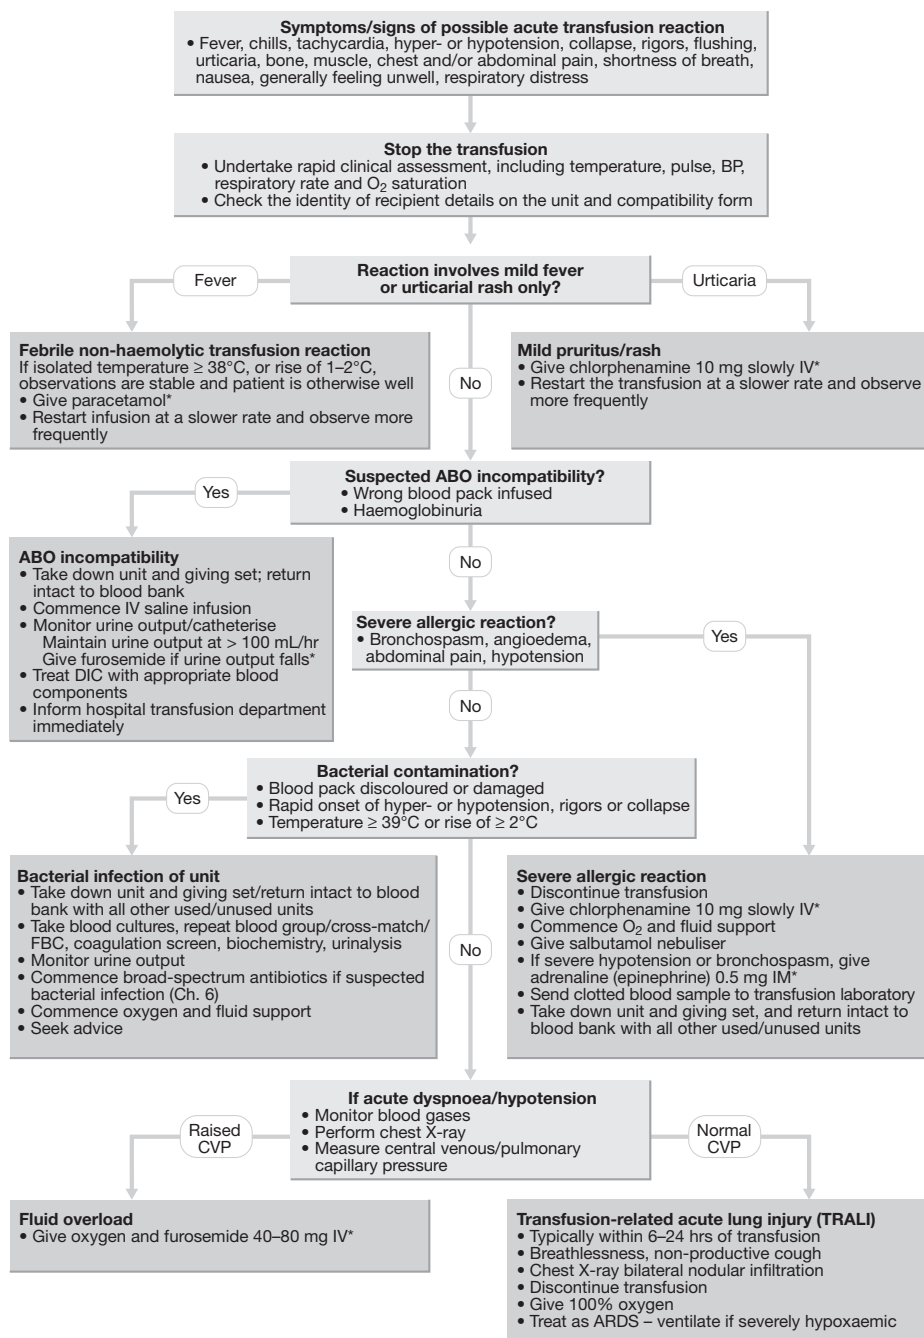 Symptoms/signs of possible acute transfusion reaction
• Fever, chills, tachycardia, hyper- or hypotension, collapse, rigors, flushing,
urticaria, bone, muscle, chest and/or abdominal pain, shortness of breath,
nausea, generally feeling unwell, respiratory distress
Stop the transfusion
• Undertake rapid clinical assessment, including temperature, pulse, BP,
respiratory rate and O₂ saturation
• Check the identity of recipient details on the unit and compatibility form
Reaction involves mild fever
or urticarial rash only?
Fever
Urticaria
Febrile non-haemolytic transfusion reaction
If isolated temperature ≥ 38°C, or rise of 1–2°C,
observations are stable and patient is otherwise well
• Give paracetamol*
• Restart infusion at a slower rate and observe more
frequently
No
Mild pruritus/rash
• Give chlorphenamine 10 mg slowly IV*
• Restart the transfusion at a slower rate and observe
more frequently
Suspected ABO incompatibility?
• Wrong blood pack infused
• Haemoglobinuria
Yes
ABO incompatibility
• Take down unit and giving set; return
intact to blood bank
• Commence IV saline infusion
• Monitor urine output/catheterise
Maintain urine output at > 100 mL/hr
Give furosemide if urine output falls*
• Treat DIC with appropriate blood
components
• Inform hospital transfusion department
immediately
No
Severe allergic reaction?
• Bronchospasm, angioedema,
abdominal pain, hypotension
Yes
No
Bacterial contamination?
• Blood pack discoloured or damaged
• Rapid onset of hyper- or hypotension, rigors or collapse
• Temperature ≥ 39°C or rise of ≥ 2°C
Yes
Bacterial infection of unit
• Take down unit and giving set/return intact to blood
bank with all other used/unused units
• Take blood cultures, repeat blood group/cross-match/
FBC, coagulation screen, biochemistry, urinalysis
• Monitor urine output
• Commence broad-spectrum antibiotics if suspected
bacterial infection (Ch. 6)
• Commence oxygen and fluid support
• Seek advice
No
Severe allergic reaction
• Discontinue transfusion
• Give chlorphenamine 10 mg slowly IV*
• Commence O₂ and fluid support
• Give salbutamol nebuliser
• If severe hypotension or bronchospasm, give
adrenaline (epinephrine) 0.5 mg IM*
• Send clotted blood sample to transfusion laboratory
• Take down unit and giving set, and return intact to
blood bank with all other used/unused units
If acute dyspnoea/hypotension
• Monitor blood gases
• Perform chest X-ray
• Measure central venous/pulmonary
capillary pressure
Raised
CVP
Normal
CVP
Fluid overload
• Give oxygen and furosemide 40–80 mg IV*
Transfusion-related acute lung injury (TRALI)
• Typically within 6–24 hrs of transfusion
• Breathlessness, non-productive cough
• Chest X-ray bilateral nodular infiltration
• Discontinue transfusion
• Give 100% oxygen
• Treat as ARDS – ventilate if severely hypoxaemic